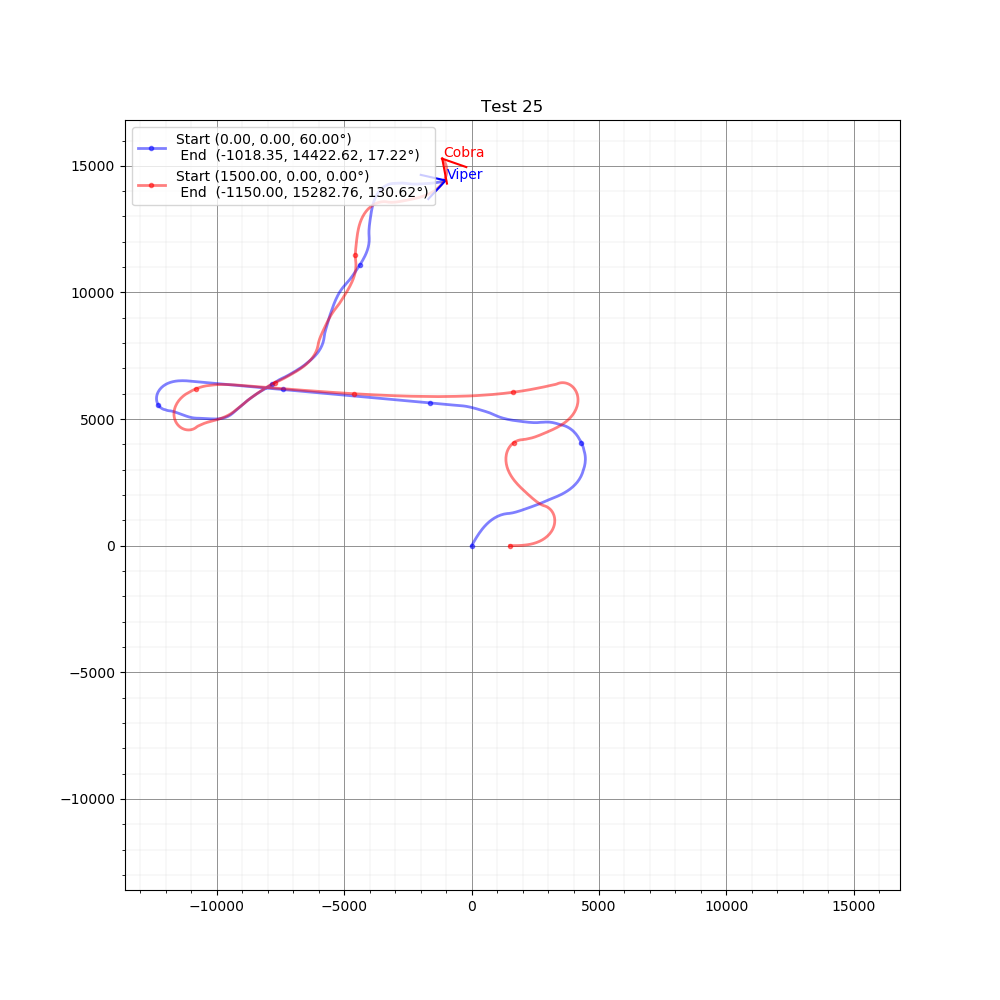 Test 25
Start (0.00, 0.00, 60.00°)
End  (-1018.35, 14422.62, 17.22°)
Start (1500.00, 0.00, 0.00°)
End  (-1150.00, 15282.76, 130.62°)
Cobra
Viper
15000
10000
5000
0
−5000
−10000
−10000
−5000
0
5000
10000
15000